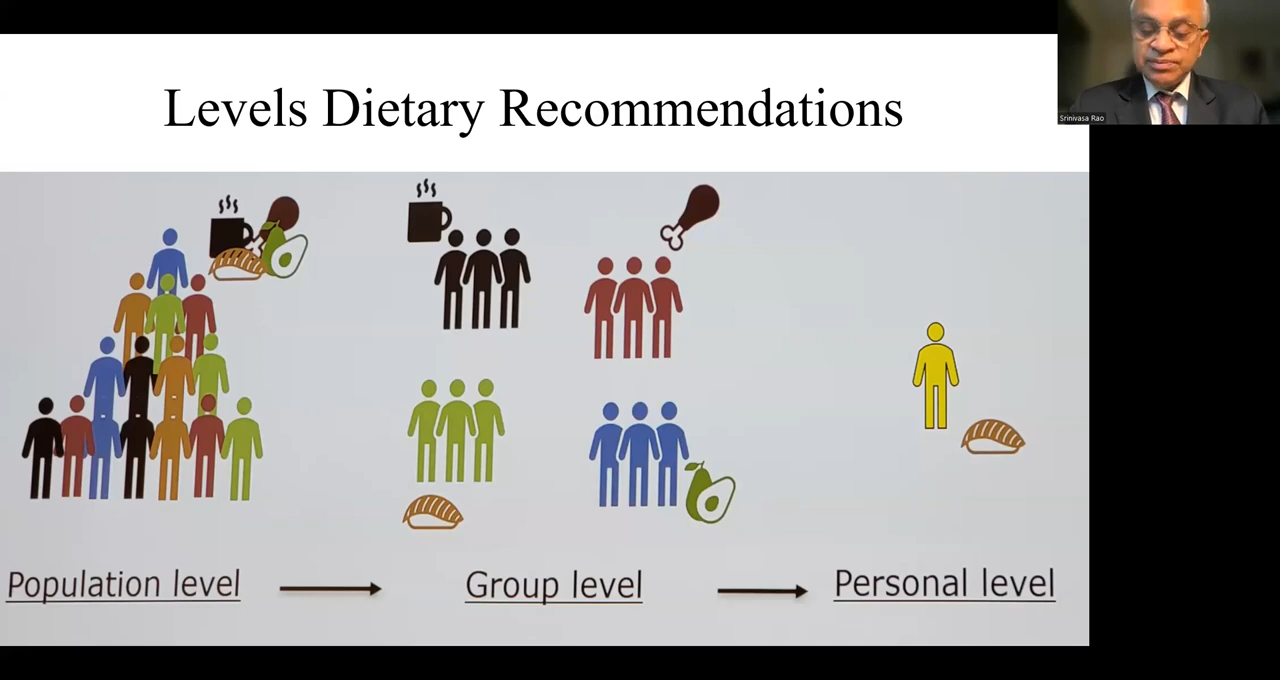 Levels Dietary Recommendations
Srinivasa Rao
Population level
Group level
Personal level